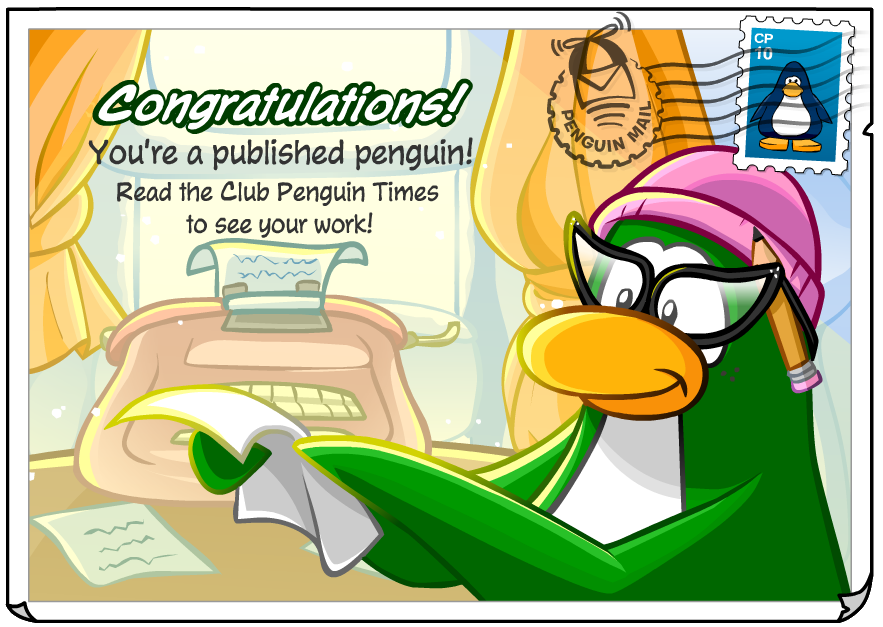 Congratulations!
You're a published penguin!
Read the Club Penguin Times
to see your work!
PENGUIN MAIL
CP
10